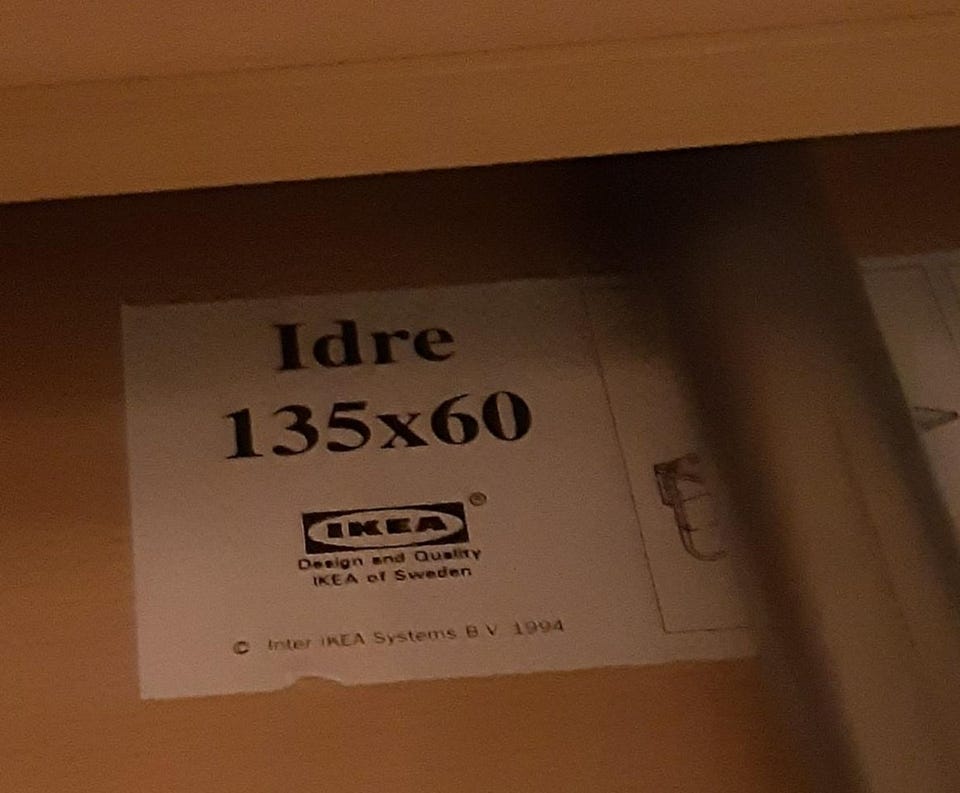 Idre
135x60
IKEA ®
Design and Quality
IKEA of Sweden
© Inter IKEA Systems B V 1994